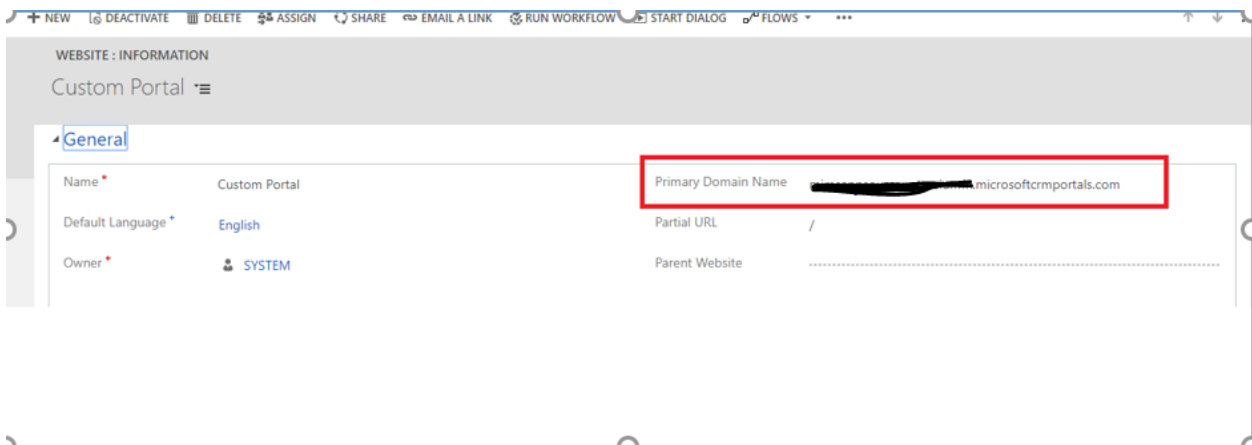 NEW DEACTIVATE DELETE ASSIGN SHARE EMAIL A LINK RUN WORKFLOW START DIALOG FLOWS
WEBSITE : INFORMATION
Custom Portal
General
Name * Custom Portal Primary Domain Name .microsoftcrmportals.com
Default Language + English Partial URL /
Owner * SYSTEM Parent Website